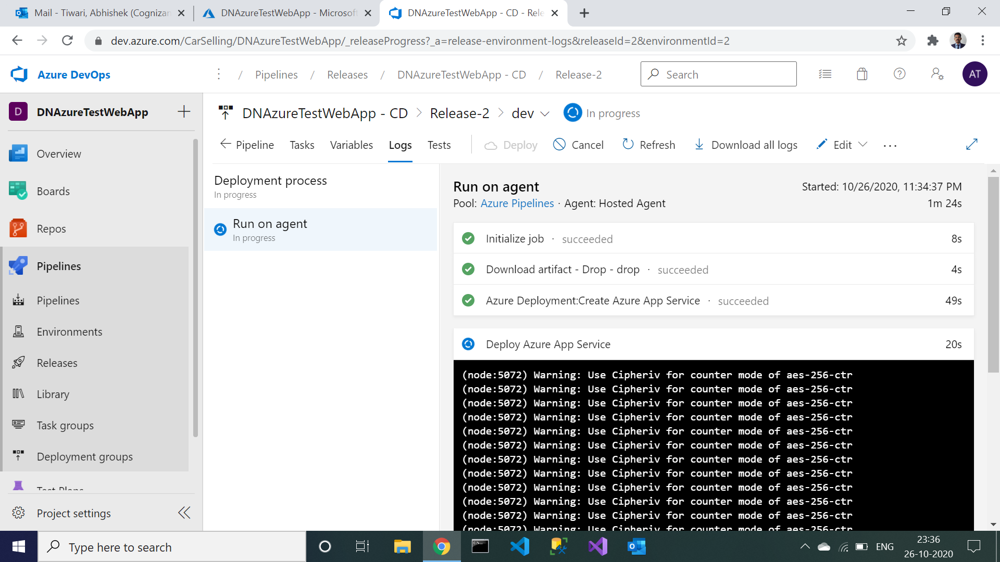 Mail - Tiwari, Abhishek (Cognizan
DNAzureTestWebApp - Microsoft
DNAzureTestWebApp - CD - Rele
dev.azure.com/CarSelling/DNAzureTestWebApp/_releaseProgress?_a=release-environment-logs&releaseId=2&environmentId=2
Azure DevOps
/ Pipelines / Releases / DNAzureTestWebApp - CD / Release-2
Search
AT
D DNAzureTestWebApp
DNAzureTestWebApp - CD > Release-2 > dev
In progress
Pipeline Tasks Variables Logs Tests Deploy Cancel Refresh Download all logs Edit ...
Overview
Boards
Repos
Pipelines
Pipelines
Environments
Releases
Library
Task groups
Deployment groups
Test Plans
Project settings
Deployment process
In progress
Run on agent
In progress
Run on agent
Started: 10/26/2020, 11:34:37 PM
Pool: Azure Pipelines · Agent: Hosted Agent
1m 24s
Initialize job · succeeded 8s
Download artifact - Drop - drop · succeeded 4s
Azure Deployment:Create Azure App Service · succeeded 49s
Deploy Azure App Service 20s
(node:5072) Warning: Use Cipheriv for counter mode of aes-256-ctr
(node:5072) Warning: Use Cipheriv for counter mode of aes-256-ctr
(node:5072) Warning: Use Cipheriv for counter mode of aes-256-ctr
(node:5072) Warning: Use Cipheriv for counter mode of aes-256-ctr
(node:5072) Warning: Use Cipheriv for counter mode of aes-256-ctr
(node:5072) Warning: Use Cipheriv for counter mode of aes-256-ctr
(node:5072) Warning: Use Cipheriv for counter mode of aes-256-ctr
(node:5072) Warning: Use Cipheriv for counter mode of aes-256-ctr
(node:5072) Warning: Use Cipheriv for counter mode of aes-256-ctr
(node:5072) Warning: Use Cipheriv for counter mode of aes-256-ctr
(node:5072) Warning: Use Cipheriv for counter mode of aes-256-ctr
(node:5072) Warning: Use Cipheriv for counter mode of aes-256-ctr
Type here to search
ENG
23:36
26-10-2020